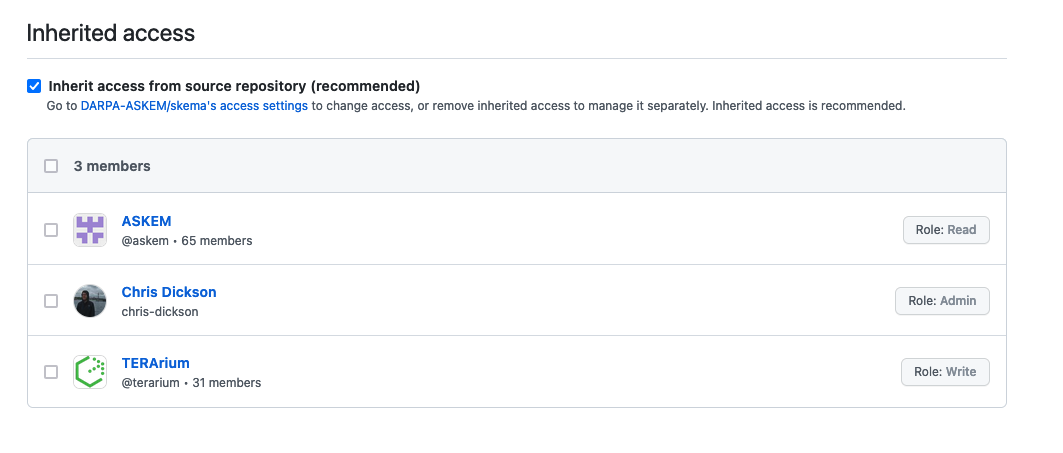 Inherited access
Inherit access from source repository (recommended)
Go to DARPA-ASKEM/skema's access settings to change access, or remove inherited access to manage it separately. Inherited access is recommended.
3 members
ASKEM
@askem • 65 members
Role: Read
Chris Dickson
chris-dickson
Role: Admin
TERArium
@terarium • 31 members
Role: Write